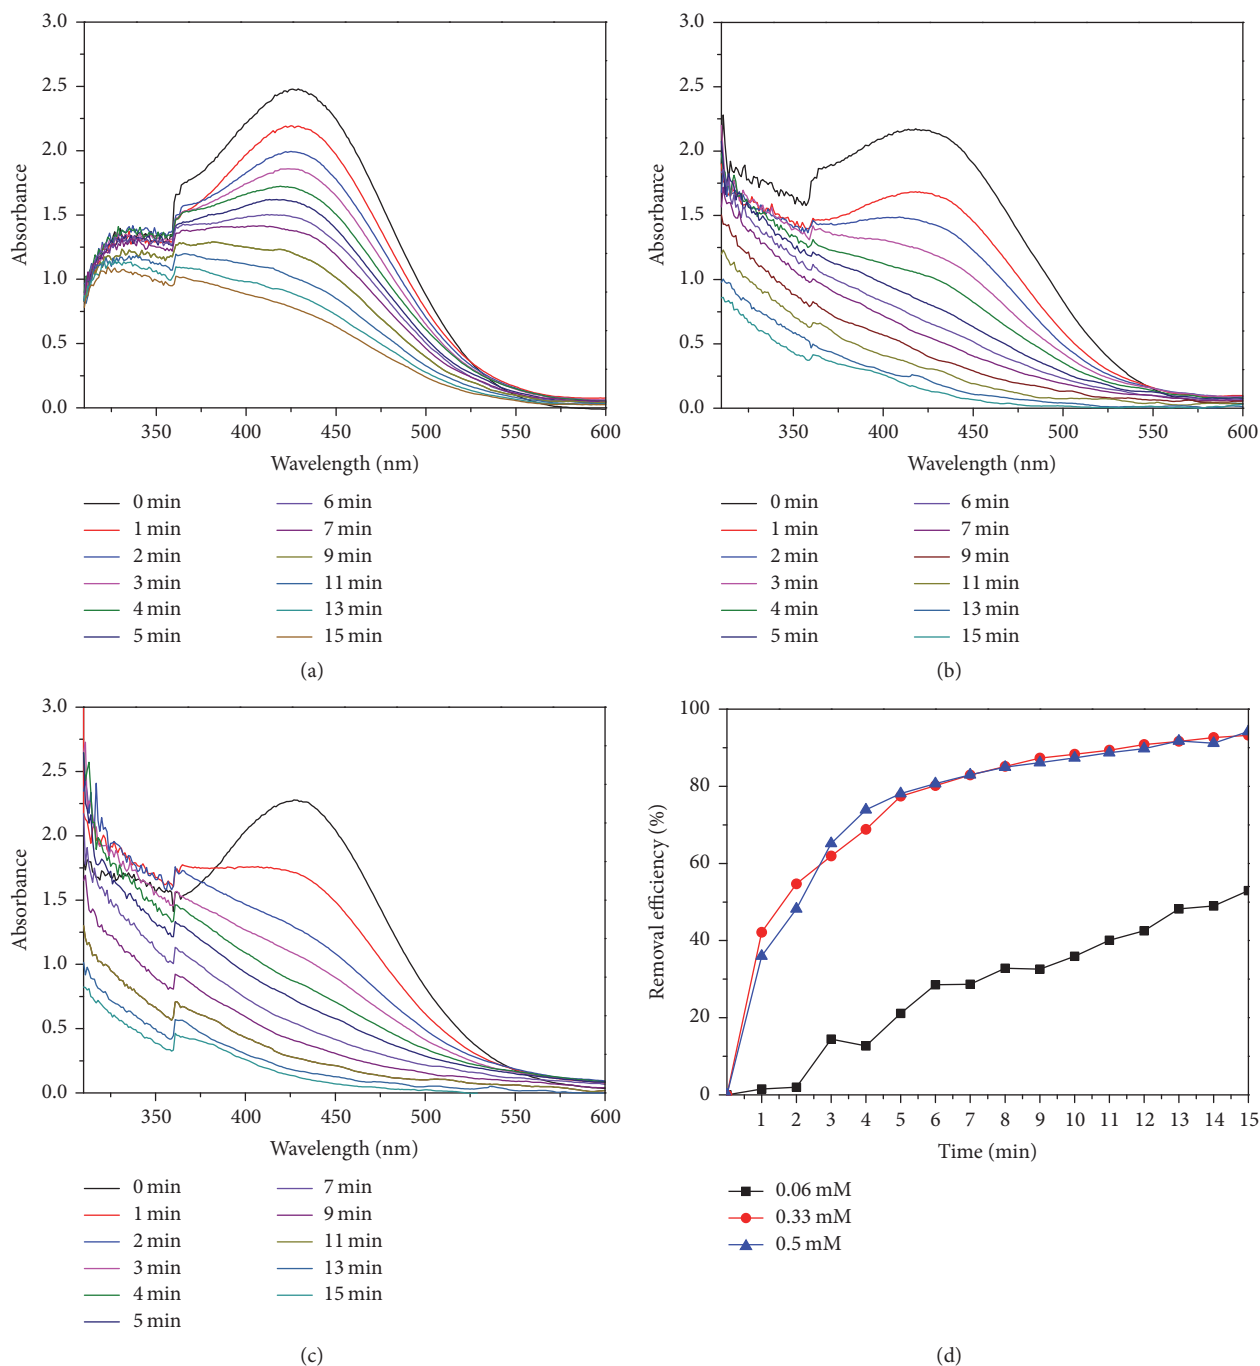 3.0
2.5
2.0
1.5
1.0
0.5
0.0
Absorbance
350 400 450 500 550 600
Wavelength (nm)
0 min 6 min
1 min 7 min
2 min 9 min
3 min 11 min
4 min 13 min
5 min 15 min
(a)
3.0
2.5
2.0
1.5
1.0
0.5
0.0
Absorbance
350 400 450 500 550 600
Wavelength (nm)
0 min 6 min
1 min 7 min
2 min 9 min
3 min 11 min
4 min 13 min
5 min 15 min
(b)
3.0
2.5
2.0
1.5
1.0
0.5
0.0
Absorbance
350 400 450 500 550 600
Wavelength (nm)
0 min 7 min
1 min 9 min
2 min 11 min
3 min 13 min
4 min 15 min
5 min
(c)
100
80
60
40
20
0
Removal efficiency (%)
1 2 3 4 5 6 7 8 9 10 11 12 13 14 15
Time (min)
0.06 mM
0.33 mM
0.5 mM
(d)